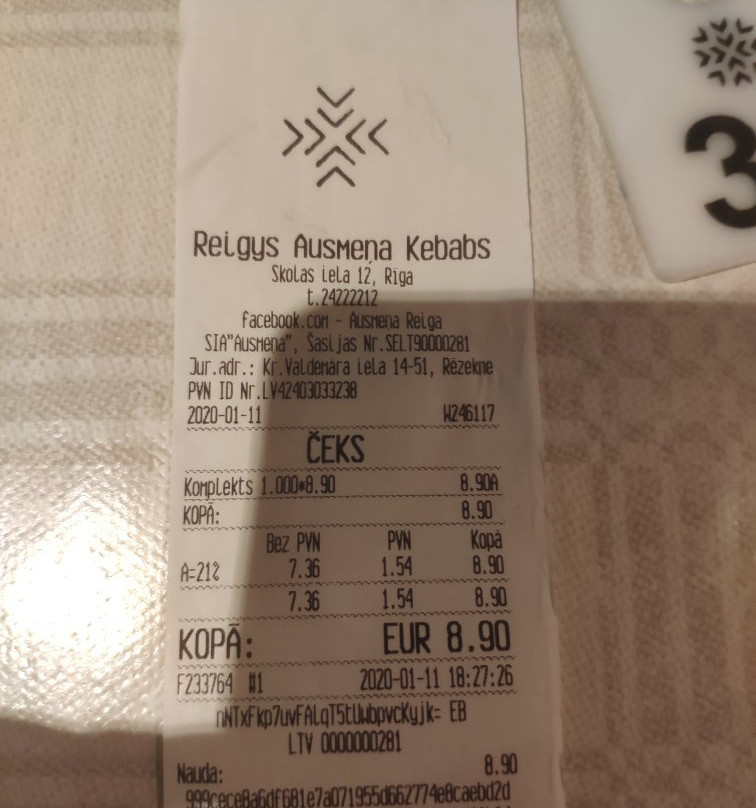 Reigys Ausmeņa Kebabs
Skolas iela 12, Rīga
t.24222212
facebook.com - Ausmena Reiga
SIA"Ausmeņa", Šasijas Nr.SELT90000281
Jur.adr.: Kr.Valdemāra iela 14-51, Rēzekne
PVN ID Nr.LV42403033238
2020-01-11 W246117
ČEKS
Komplekts 1.000*8.90 8.90A
KOPĀ: 8.90
Bez PVN PVN Kopā
A=21% 7.36 1.54 8.90
7.36 1.54 8.90
KOPĀ: EUR 8.90
F233764 #1 2020-01-11 18:27:26
nNTxFkp7uvFALqT5tUWbpvcKyjk= EB
LTV 0000000281
Nauda: 8.90
999cece8a6df681e7a071955d662774e8caebd2d
3